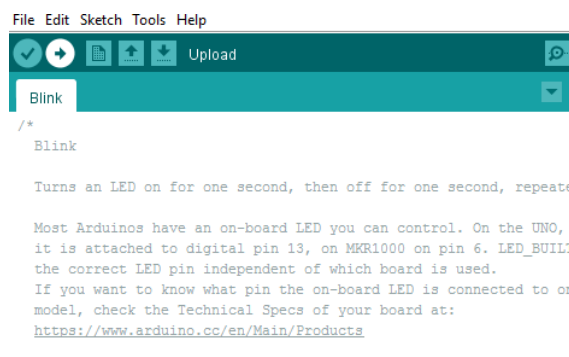 File Edit Sketch Tools Help
Upload
Blink
/*
Blink
Turns an LED on for one second, then off for one second, repeate
Most Arduinos have an on-board LED you can control. On the UNO,
it is attached to digital pin 13, on MKR1000 on pin 6. LED_BUIL
the correct LED pin independent of which board is used.
If you want to know what pin the on-board LED is connected to o
model, check the Technical Specs of your board at:
https://www.arduino.cc/en/Main/Products